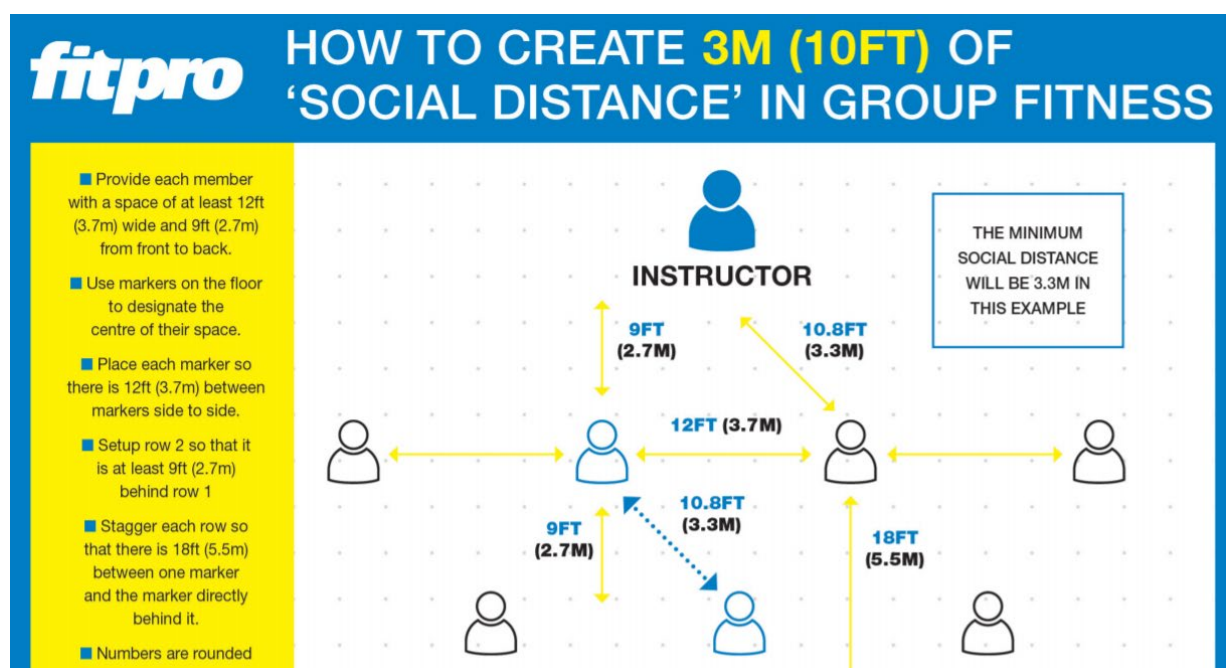 fitpro
HOW TO CREATE 3M (10FT) OF
‘SOCIAL DISTANCE’ IN GROUP FITNESS
■ Provide each member
with a space of at least 12ft
(3.7m) wide and 9ft (2.7m)
from front to back.
■ Use markers on the floor
to designate the
centre of their space.
■ Place each marker so
there is 12ft (3.7m) between
markers side to side.
■ Setup row 2 so that it
is at least 9ft (2.7m)
behind row 1
■ Stagger each row so
that there is 18ft (5.5m)
between one marker
and the marker directly
behind it.
■ Numbers are rounded
INSTRUCTOR
THE MINIMUM
SOCIAL DISTANCE
WILL BE 3.3M IN
THIS EXAMPLE
9FT
(2.7M)
10.8FT
(3.3M)
12FT (3.7M)
9FT
(2.7M)
10.8FT
(3.3M)
18FT
(5.5M)